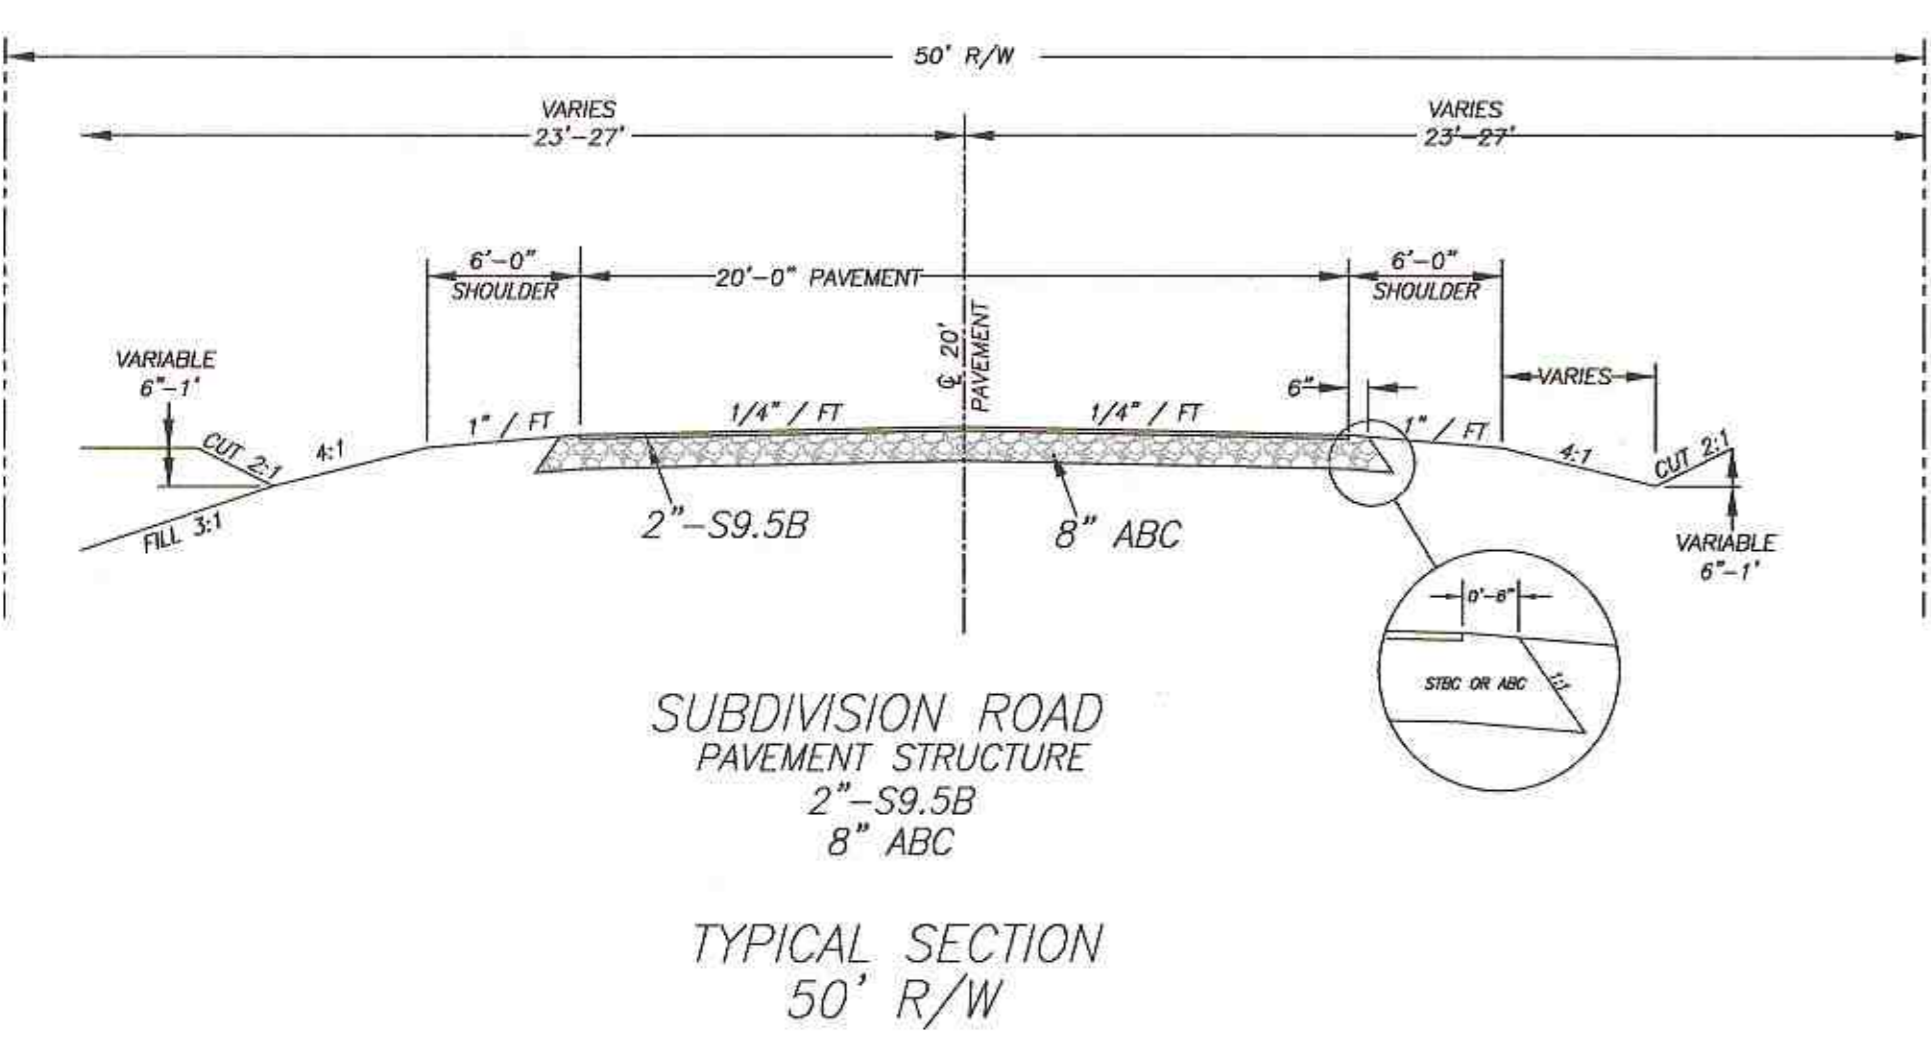 50' R/W
VARIES
23'-27'
VARIES
23'-27'
6'-0"
SHOULDER
20'-0" PAVEMENT
6'-0"
SHOULDER
℄ 20'
PAVEMENT
VARIABLE
6"-1'
VARIES
6"
1" / FT
1/4" / FT
1/4" / FT
1" / FT
CUT 2:1
4:1
4:1
CUT 2:1
FILL 3:1
2"-S9.5B
8" ABC
VARIABLE
6"-1'
0'-6"
STBC OR ABC
1:1
SUBDIVISION ROAD
PAVEMENT STRUCTURE
2"-S9.5B
8" ABC
TYPICAL SECTION
50' R/W